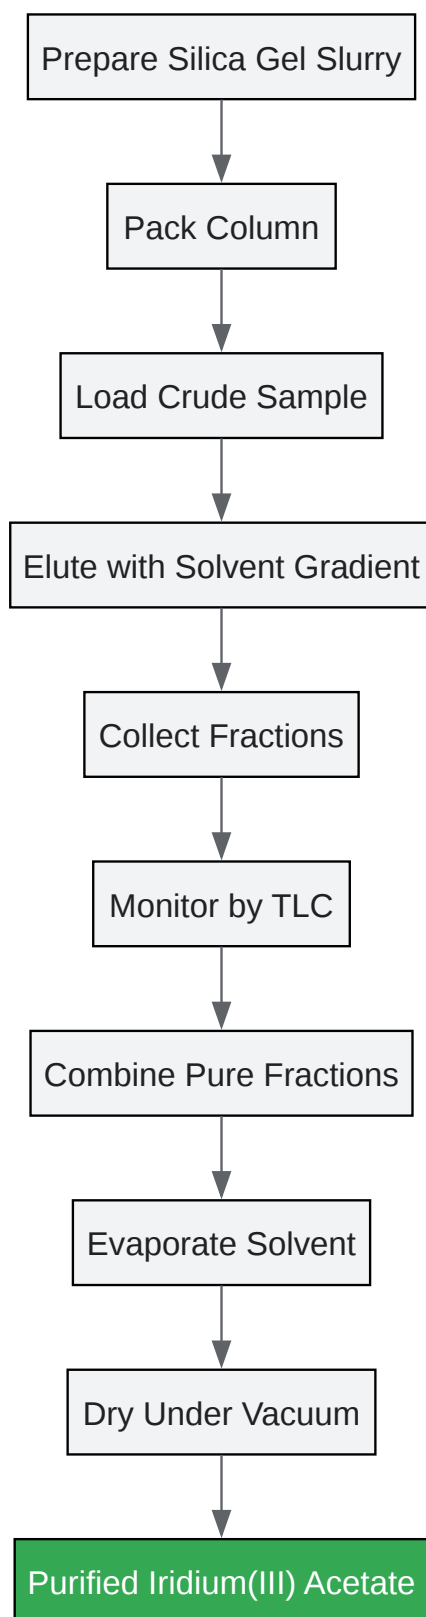 Prepare Silica Gel Slurry
Pack Column
Load Crude Sample
Elute with Solvent Gradient
Collect Fractions
Monitor by TLC
Combine Pure Fractions
Evaporate Solvent
Dry Under Vacuum
Purified Iridium(III) Acetate